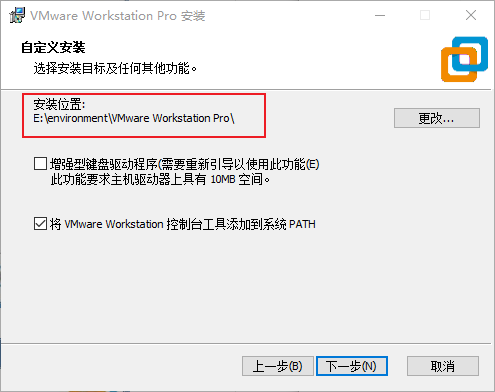 VMware Workstation Pro 安装
自定义安装
选择安装目标及任何其他功能。
安装位置:
E:\environment\VMware Workstation Pro\
更改...
增强型键盘驱动程序(需要重新引导以使用此功能(E)
此功能要求主机驱动器上具有 10MB 空间。
将 VMware Workstation 控制台工具添加到系统 PATH
上一步(B) 下一步(N) 取消